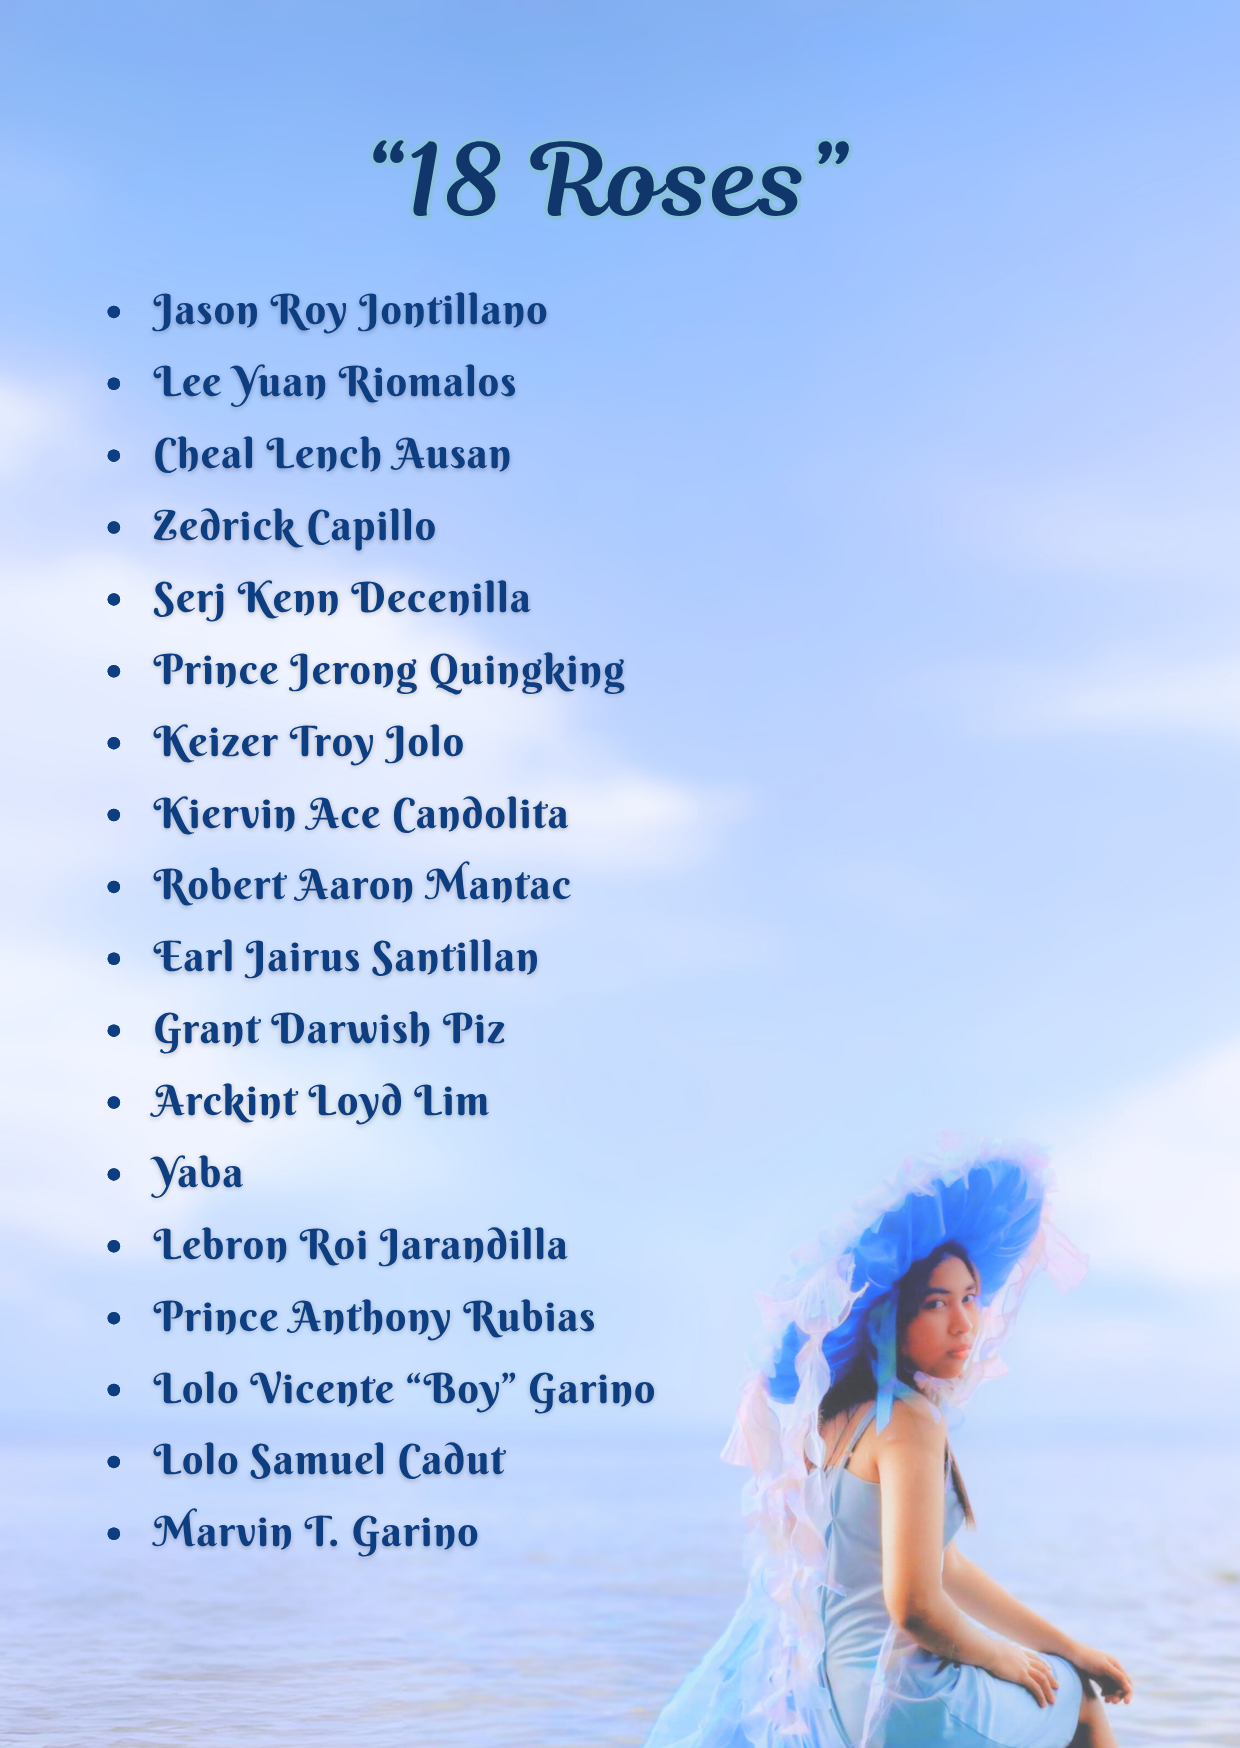 “18 Roses”
• Jason Roy Jontillano
• Lee Yuan Riomalos
• Cheal Lench Ausan
• Zedrick Capillo
• Serj Kenn Decenilla
• Prince Jerong Quingking
• Keizer Troy Jolo
• Kiervin Ace Candolita
• Robert Aaron Mantac
• Earl Jairus Santillan
• Grant Darwish Piz
• Arckint Loyd Lim
• Yaba
• Lebron Roi Jarandilla
• Prince Anthony Rubias
• Lolo Vicente “Boy” Garino
• Lolo Samuel Cadut
• Marvin T. Garino